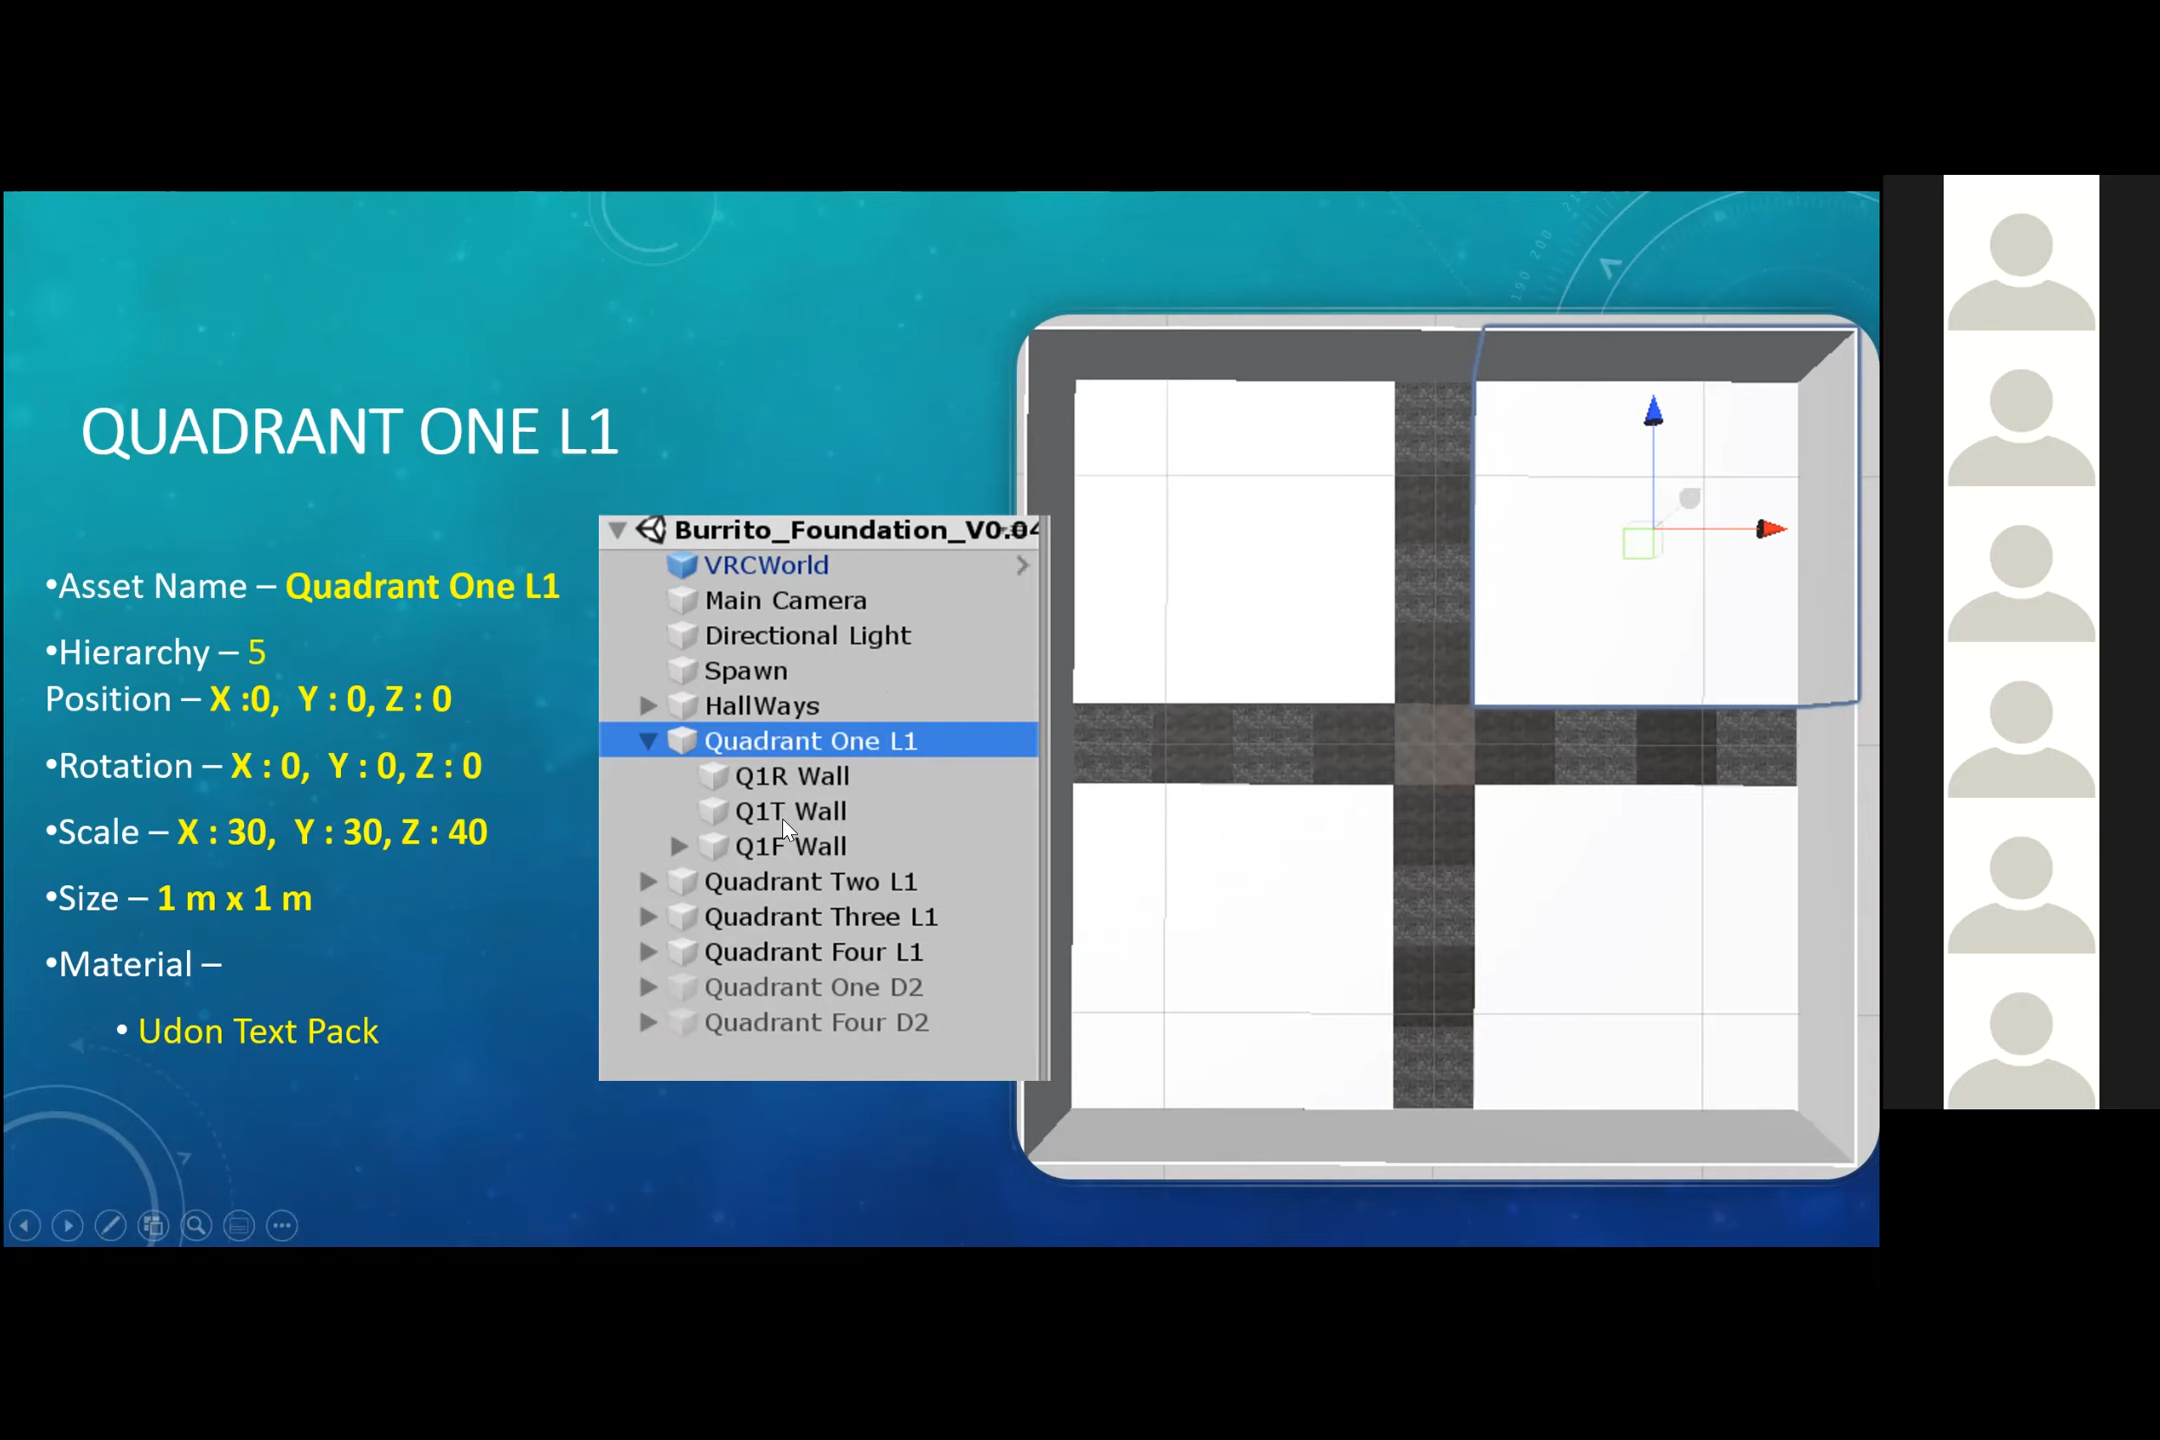 QUADRANT ONE L1
•Asset Name – Quadrant One L1
•Hierarchy – 5
Position – X :0, Y : 0, Z : 0
•Rotation – X : 0, Y : 0, Z : 0
•Scale – X : 30, Y : 30, Z : 40
•Size – 1 m x 1 m
•Material –
• Udon Text Pack
Burrito_Foundation_V0.04
VRCWorld
Main Camera
Directional Light
Spawn
HallWays
Quadrant One L1
Q1R Wall
Q1T Wall
Q1F Wall
Quadrant Two L1
Quadrant Three L1
Quadrant Four L1
Quadrant One D2
Quadrant Four D2
190 200